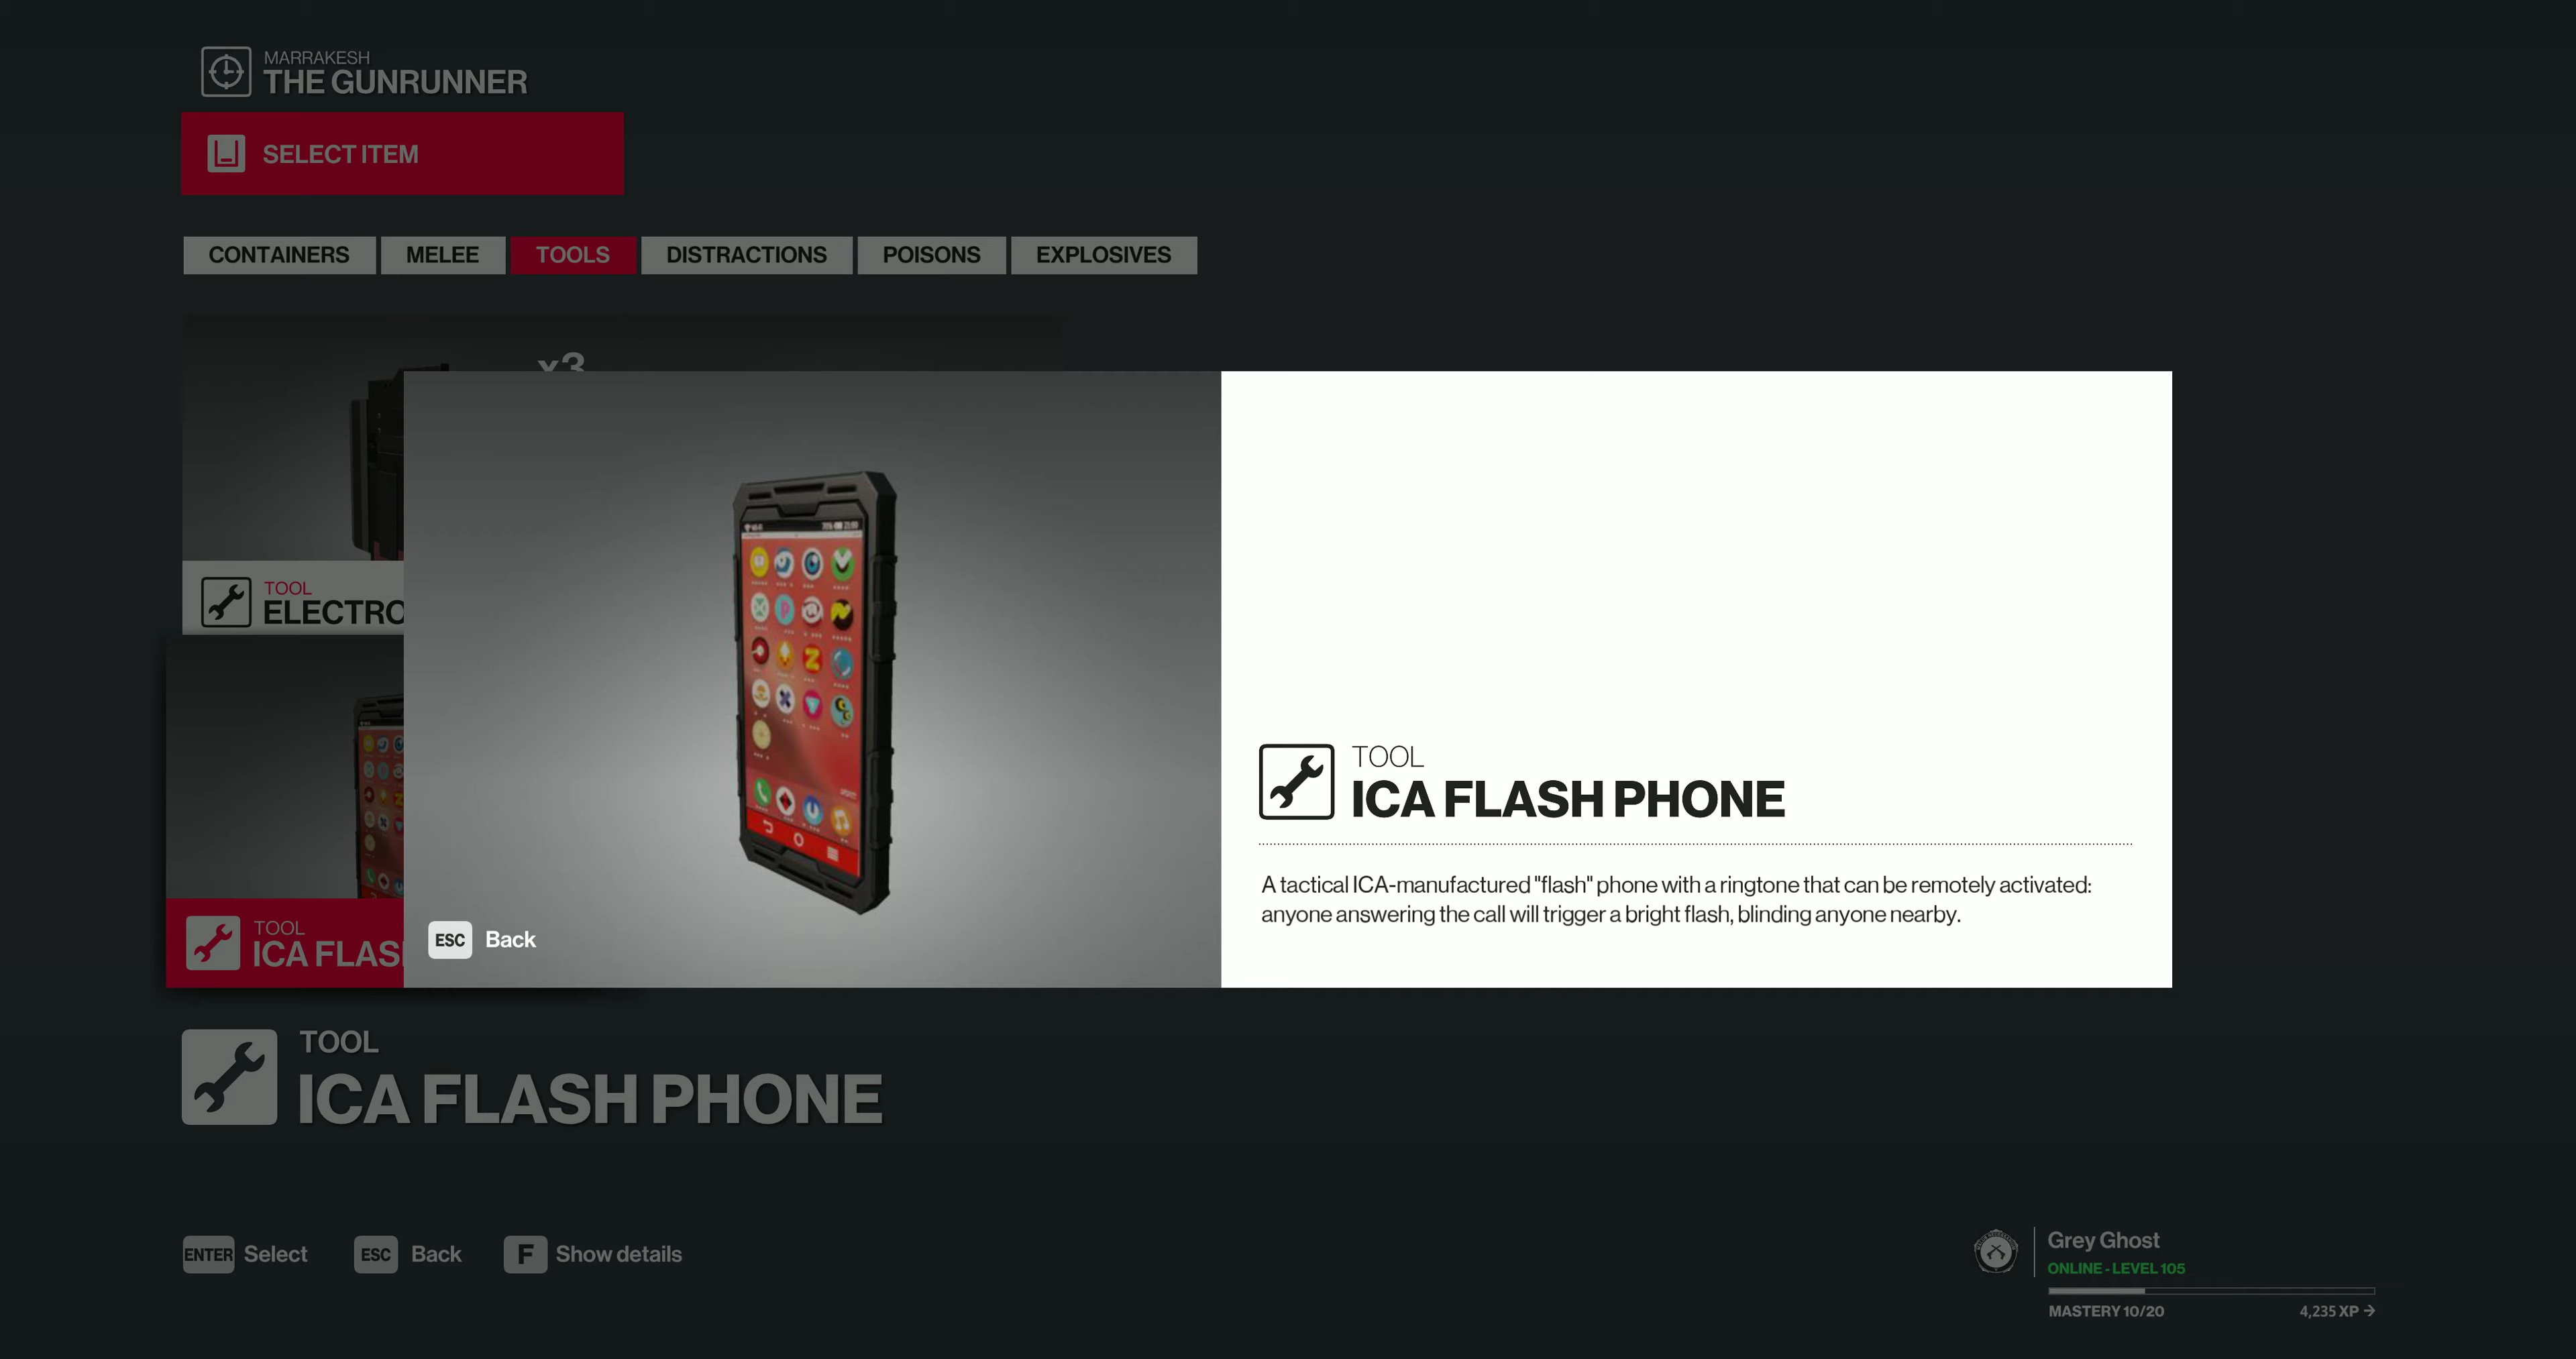 MARRAKESH
THE GUNRUNNER
SELECT ITEM
CONTAINERS
MELEE
TOOLS
DISTRACTIONS
POISONS
EXPLOSIVES
x3
TOOL
ELECTRO
TOOL
ICA FLASH
ESC Back
TOOL
ICA FLASH PHONE
A tactical ICA-manufactured "flash" phone with a ringtone that can be remotely activated:
anyone answering the call will trigger a bright flash, blinding anyone nearby.
TOOL
ICA FLASH PHONE
ENTER Select
ESC Back
F Show details
Grey Ghost
ONLINE - LEVEL 105
MASTERY 10/20
4,235 XP →